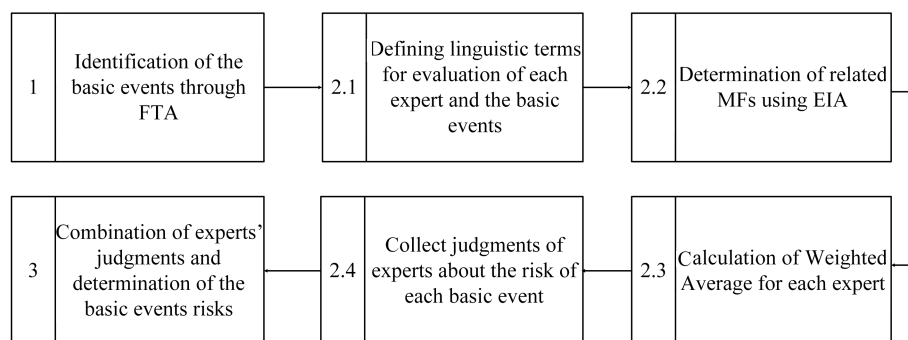 1
Identification of the
basic events through
FTA
2.1
Defining linguistic terms
for evaluation of each
expert and the basic
events
2.2
Determination of related
MFs using EIA
3
Combination of experts’
judgments and
determination of the
basic events risks
2.4
Collect judgments of
experts about the risk of
each basic event
2.3
Calculation of Weighted
Average for each expert